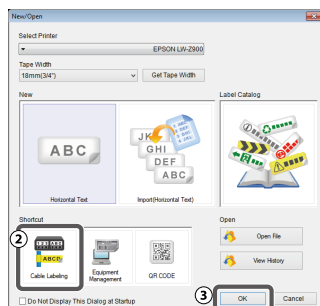 New/Open
Select Printer
EPSON LW-Z900
Tape Width
18mm(3/4")
Get Tape Width
New
Label Catalog
ABC
JK
GHI
DEF
ABC
Horizontal Text
Import(Horizontal Text)
Shortcut
Open
2
ABCD
Cable Labeling
Equipment
Management
QR CODE
Open File
View History
Do Not Display This Dialog at Startup
3
OK
Cancel